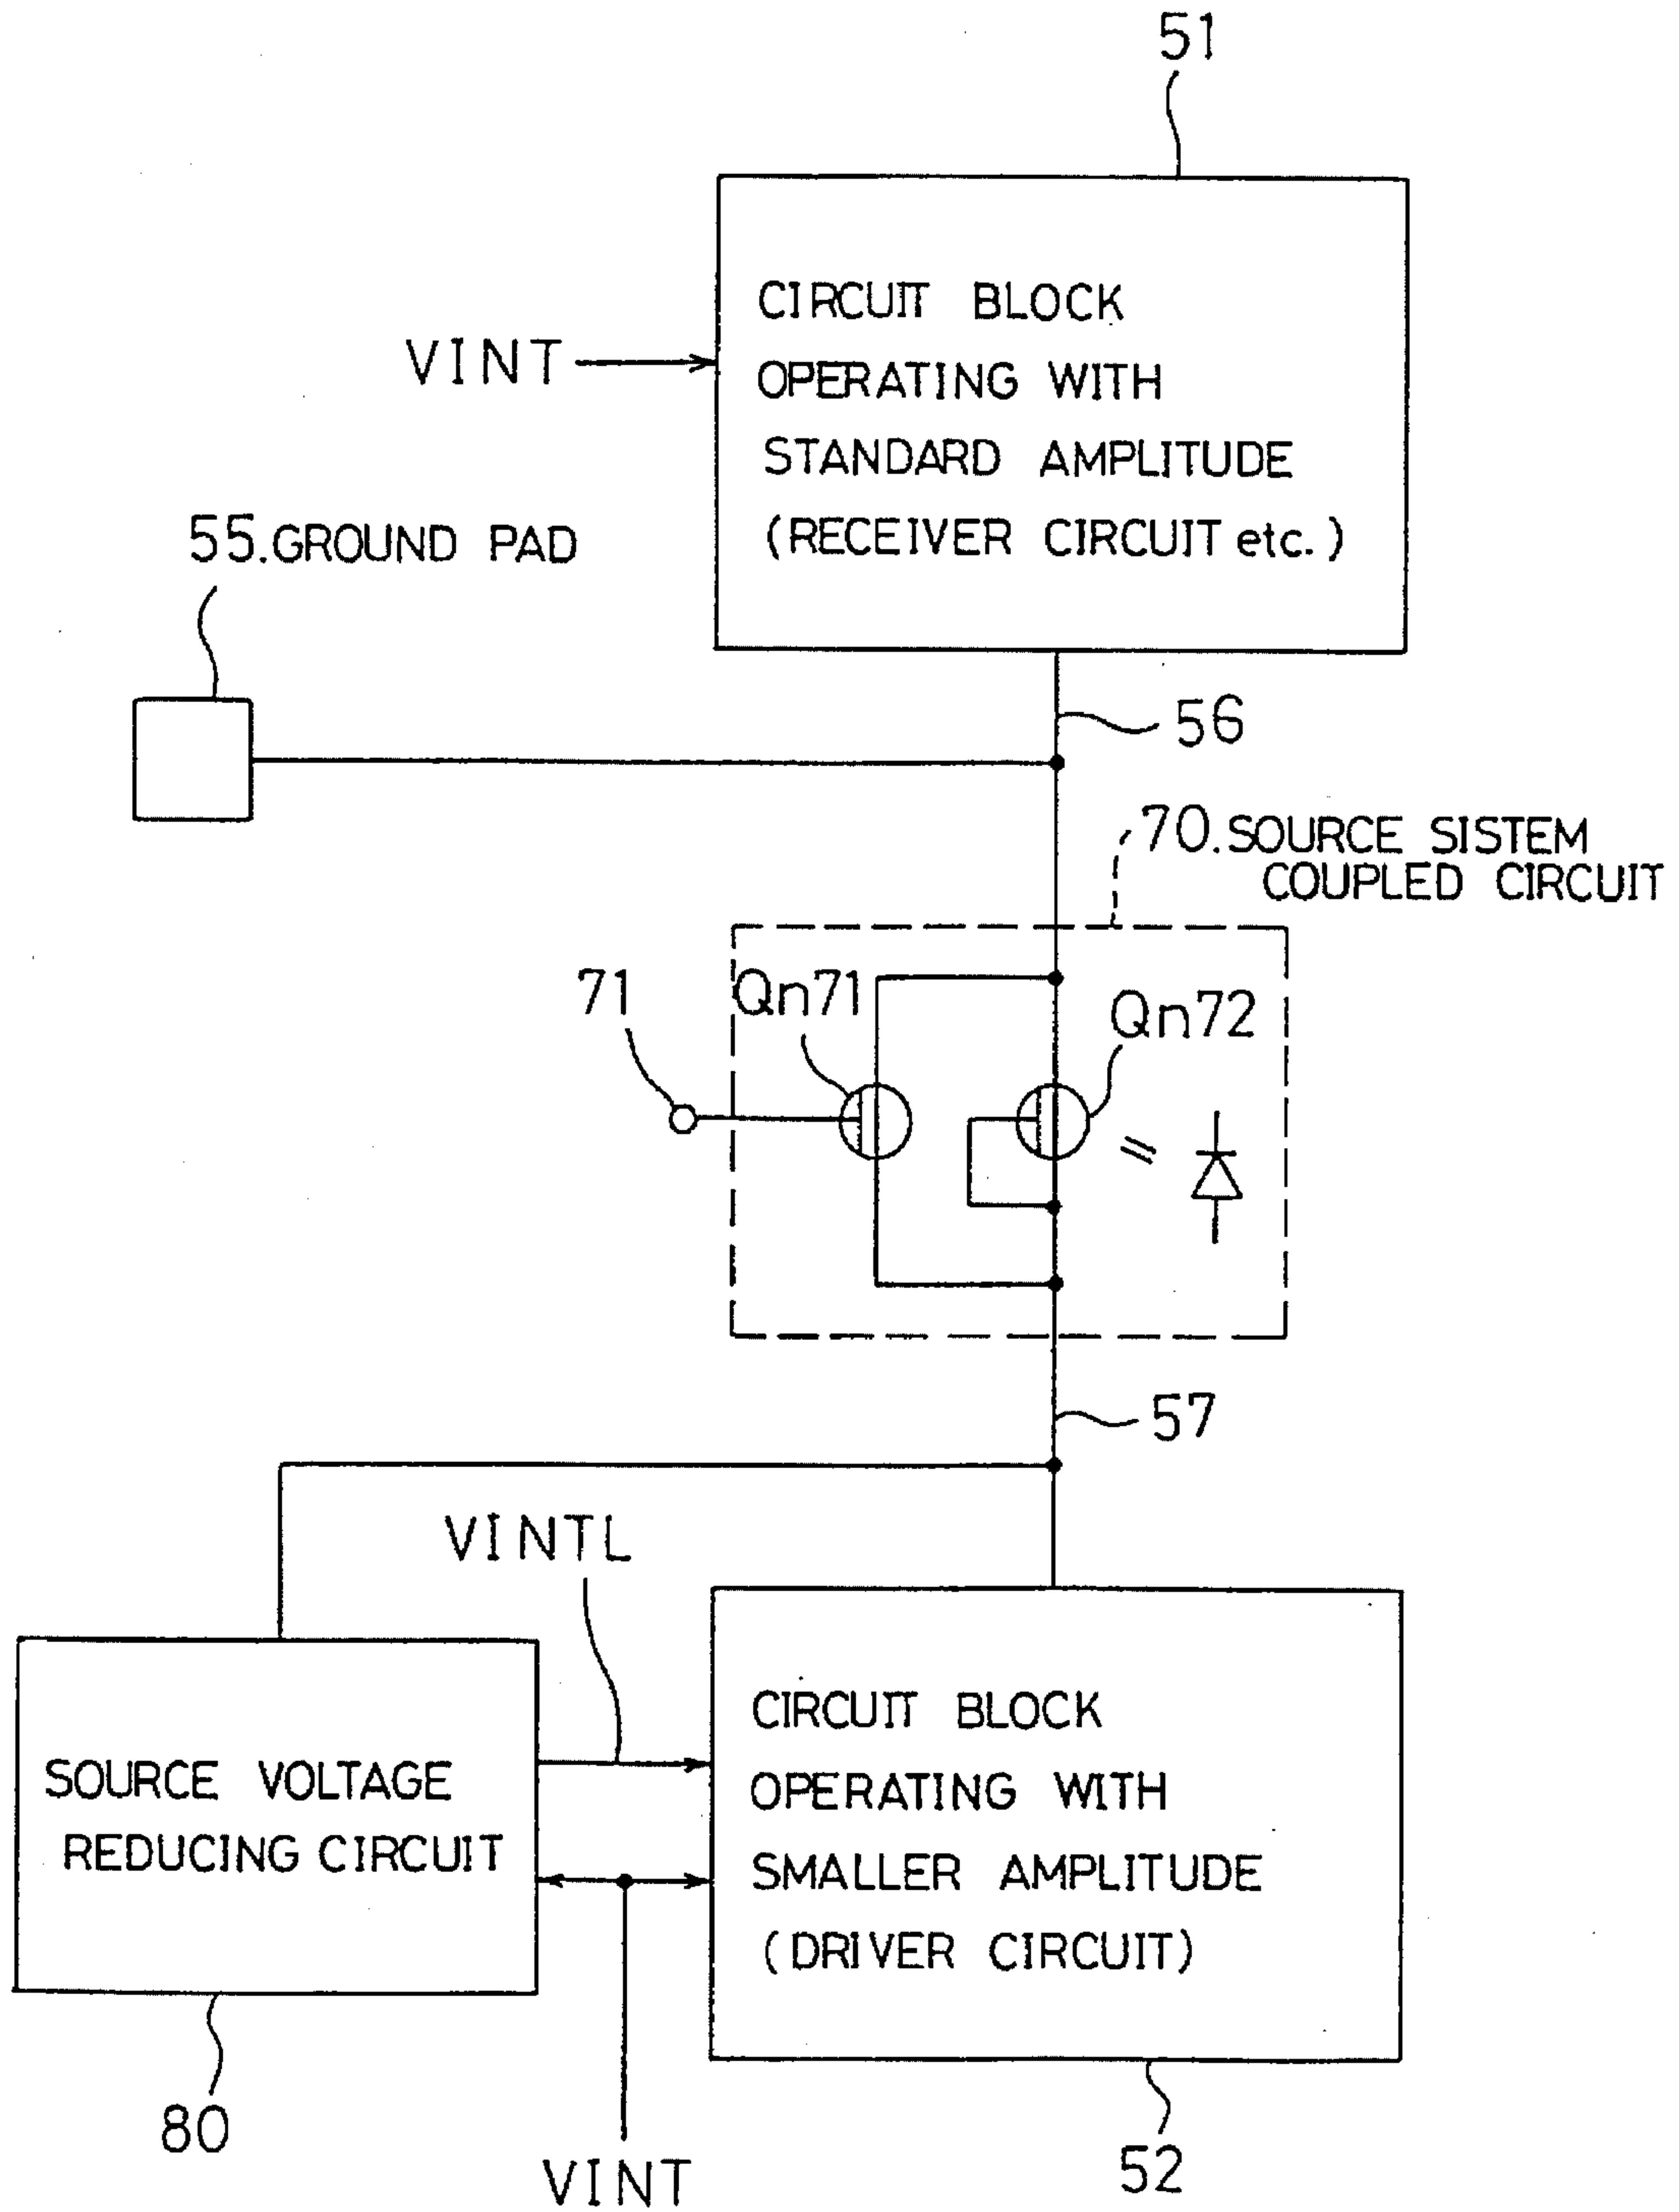 51
CIRCUIT BLOCK
OPERATING WITH
STANDARD AMPLITUDE
(RECEIVER CIRCUIT etc.)
VINT
55.GROUND PAD
56
70.SOURCE SISTEM
COUPLED CIRCUIT
71
Qn71
Qn72
57
VINTL
SOURCE VOLTAGE
REDUCING CIRCUIT
CIRCUIT BLOCK
OPERATING WITH
SMALLER AMPLITUDE
(DRIVER CIRCUIT)
80
VINT
52